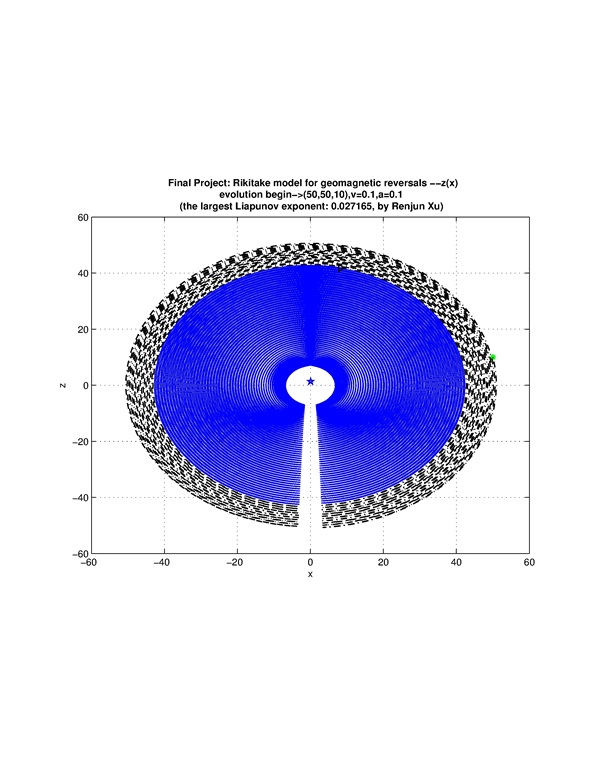 Final Project: Rikitake model for geomagnetic reversals −−z(x)
evolution begin−>(50,50,10),v=0.1,a=0.1
(the largest Liapunov exponent: 0.027165, by Renjun Xu)
60
40
20
0
−20
−40
−60
z
−60 −40 −20 0 20 40 60
x